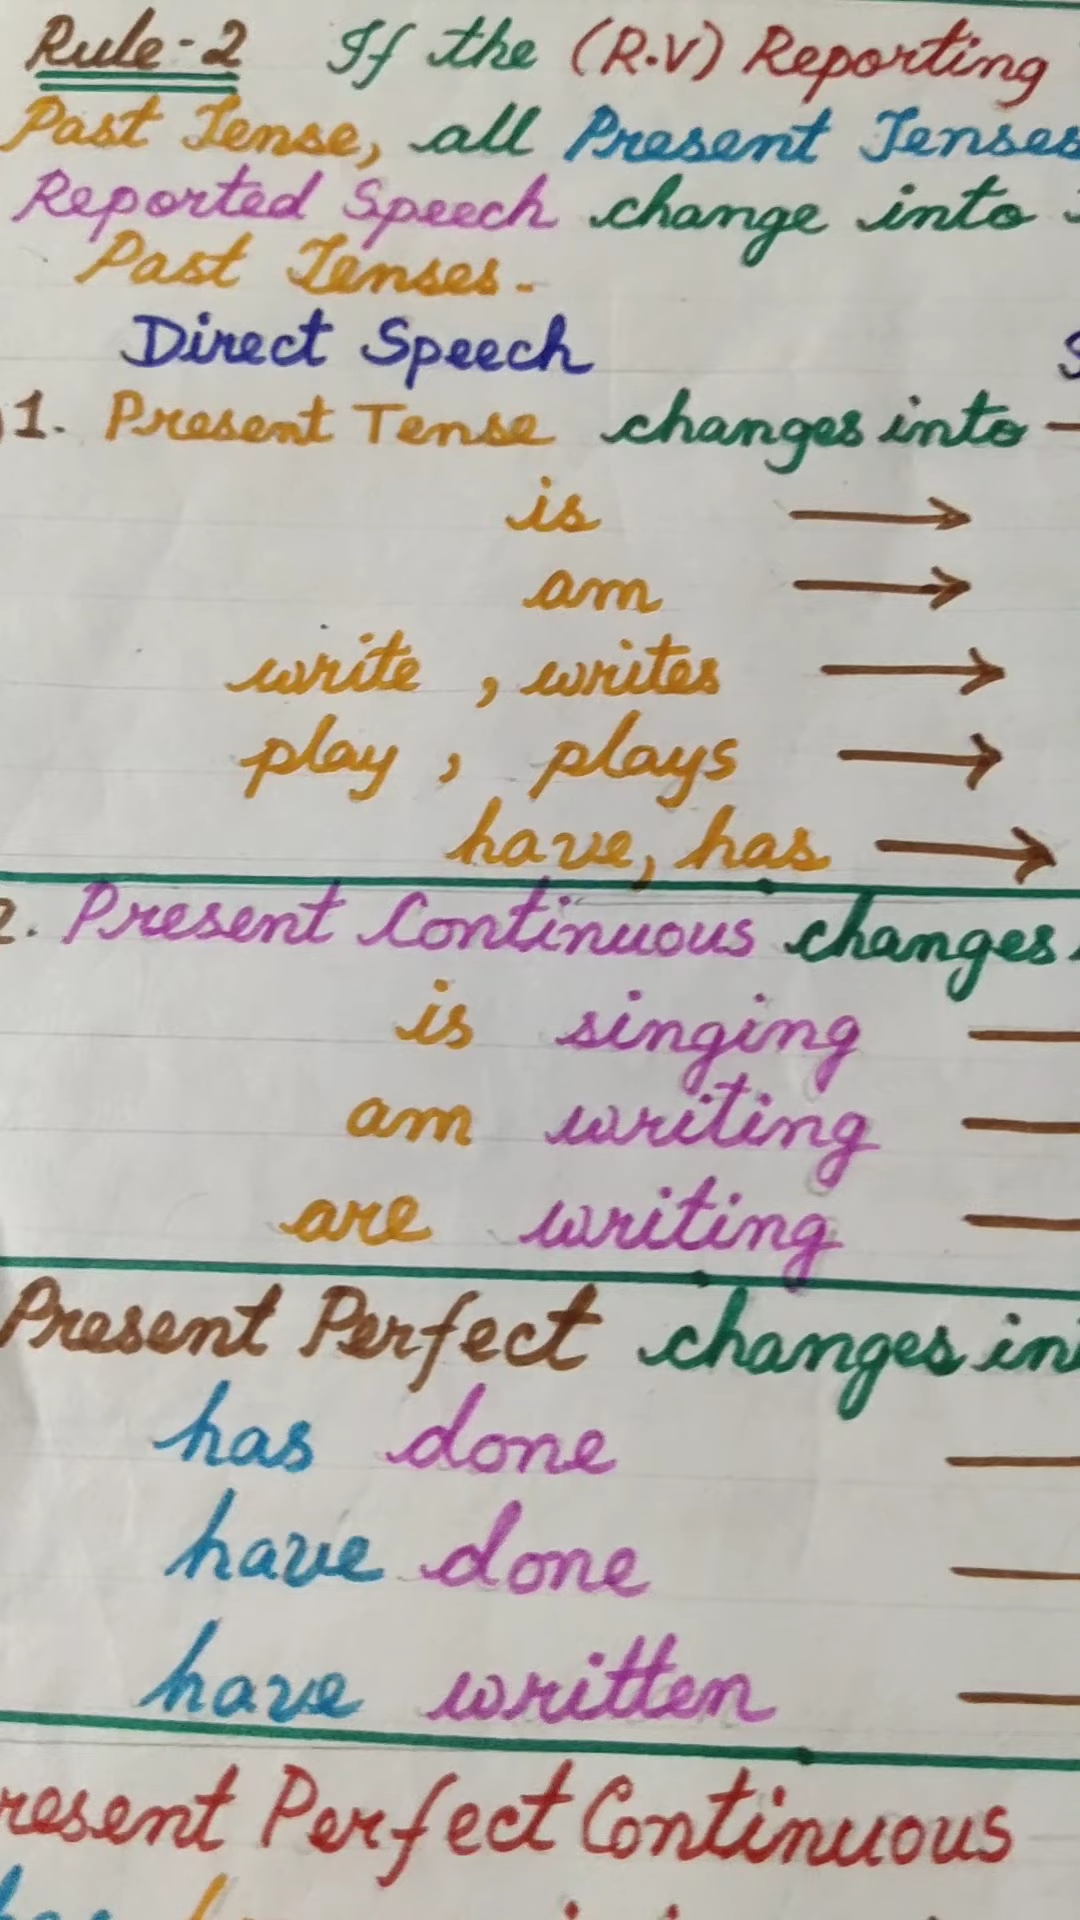 Rule-2 If the (R.V) Reporting
Past Tense, all Present Tenses
Reported Speech change into
Past Tenses.
Direct Speech
1. Present Tense changes into
is →
am →
write , writes →
play , plays →
have, has →
2. Present Continuous changes
is singing
am writing
are writing
Present Perfect changes
has done
have done
have written
Present Perfect Continuous